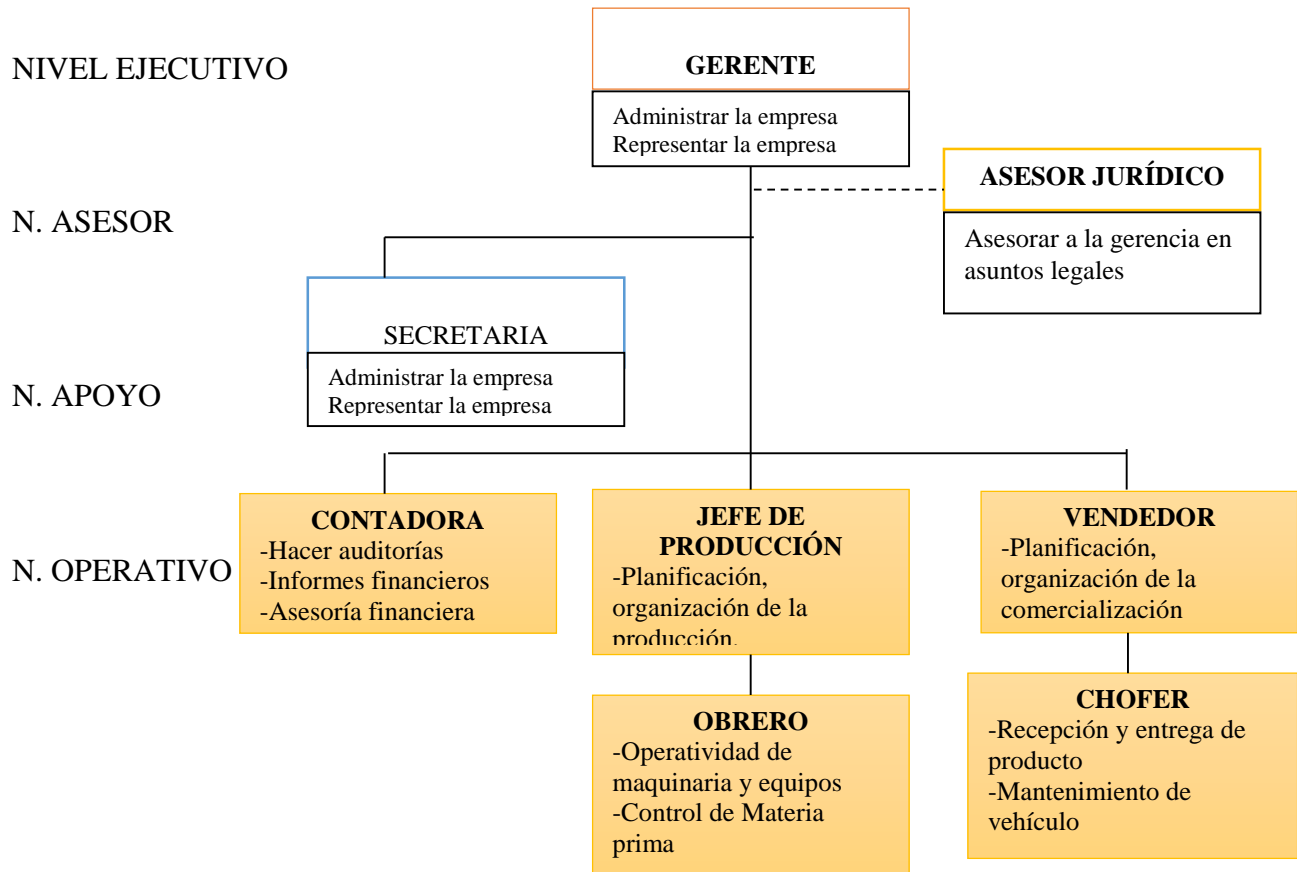 NIVEL EJECUTIVO
GERENTE
Administrar la empresa
Representar la empresa
ASESOR JURÍDICO
Asesorar a la gerencia en
asuntos legales
N. ASESOR
SECRETARIA
Administrar la empresa
Representar la empresa
N. APOYO
CONTADORA
-Hacer auditorías
-Informes financieros
-Asesoría financiera
JEFE DE
PRODUCCIÓN
-Planificación,
organización de la
producción.
VENDEDOR
-Planificación,
organización de la
comercialización
N. OPERATIVO
OBRERO
-Operatividad de
maquinaria y equipos
-Control de Materia
prima
CHOFER
-Recepción y entrega de
producto
-Mantenimiento de
vehículo